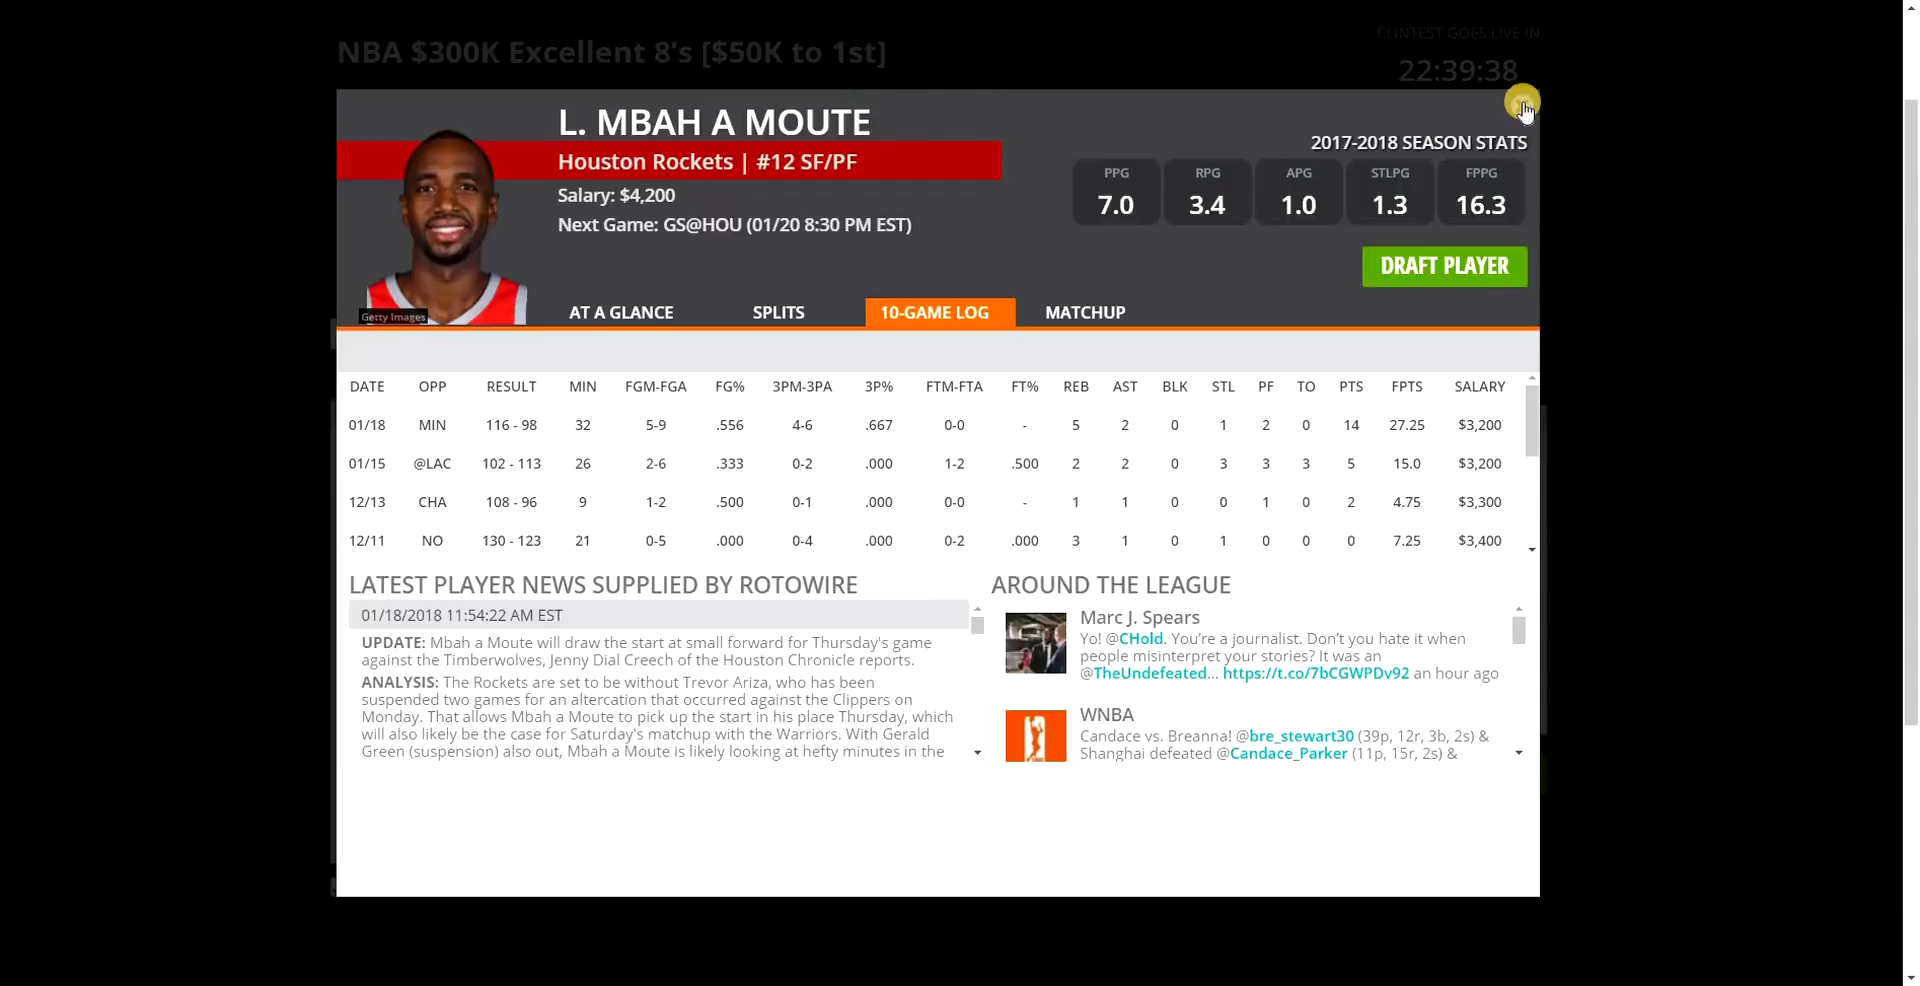 NBA $300K Excellent 8’s [$50K to 1st]
CONTEST GOES LIVE IN
22:39:38
L. MBAH A MOUTE
Houston Rockets | #12 SF/PF
Salary: $4,200
Next Game: GS@HOU (01/20 8:30 PM EST)
2017-2018 SEASON STATS
PPG RPG APG STLPG FPPG
7.0 3.4 1.0 1.3 16.3
DRAFT PLAYER
Getty Images
AT A GLANCE SPLITS 10-GAME LOG MATCHUP
DATE OPP RESULT MIN FGM-FGA FG% 3PM-3PA 3P% FTM-FTA FT% REB AST BLK STL PF TO PTS FPTS SALARY
01/18 MIN 116 - 98 32 5-9 .556 4-6 .667 0-0 - 5 2 0 1 2 0 14 27.25 $3,200
01/15 @LAC 102 - 113 26 2-6 .333 0-2 .000 1-2 .500 2 2 0 3 3 3 5 15.0 $3,200
12/13 CHA 108 - 96 9 1-2 .500 0-1 .000 0-0 - 1 1 0 0 1 0 2 4.75 $3,300
12/11 NO 130 - 123 21 0-5 .000 0-4 .000 0-2 .000 3 1 0 1 0 0 0 7.25 $3,400
LATEST PLAYER NEWS SUPPLIED BY ROTOWIRE
01/18/2018 11:54:22 AM EST
UPDATE: Mbah a Moute will draw the start at small forward for Thursday's game
against the Timberwolves, Jenny Dial Creech of the Houston Chronicle reports.
ANALYSIS: The Rockets are set to be without Trevor Ariza, who has been
suspended two games for an altercation that occurred against the Clippers on
Monday. That allows Mbah a Moute to pick up the start in his place Thursday, which
will also likely be the case for Saturday's matchup with the Warriors. With Gerald
Green (suspension) also out, Mbah a Moute is likely looking at hefty minutes in the
AROUND THE LEAGUE
Marc J. Spears
Yo! @CHold. You’re a journalist. Don’t you hate it when
people misinterpret your stories? It was an
@TheUndefeated... https://t.co/7bCGWPDv92 an hour ago
WNBA
Candace vs. Breanna! @bre_stewart30 (39p, 12r, 3b, 2s) &
Shanghai defeated @Candace_Parker (11p, 15r, 2s) &